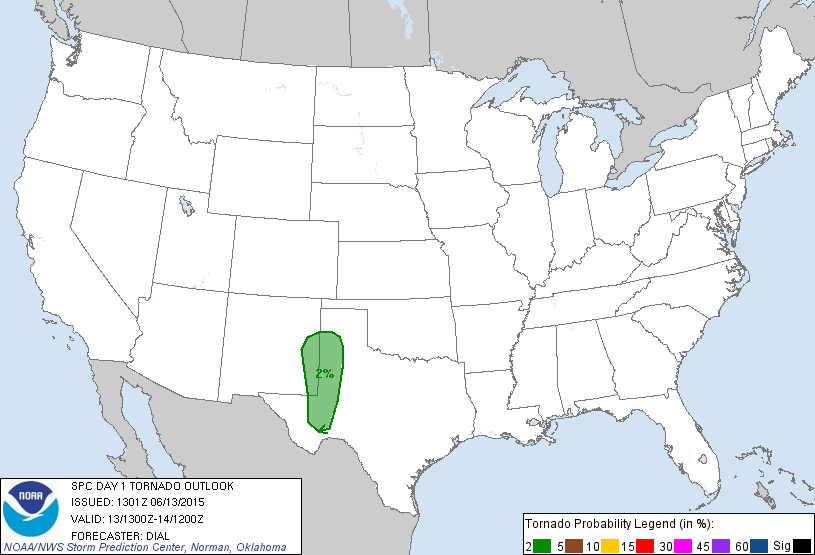 2%
NOAA
SPC DAY 1 TORNADO OUTLOOK
ISSUED: 1301Z 06/13/2015
VALID: 13/1300Z-14/1200Z
FORECASTER: DIAL
NOAA/NWS Storm Prediction Center, Norman, Oklahoma
Tornado Probability Legend (in %):
2 5 10 15 30 45 60 Sig